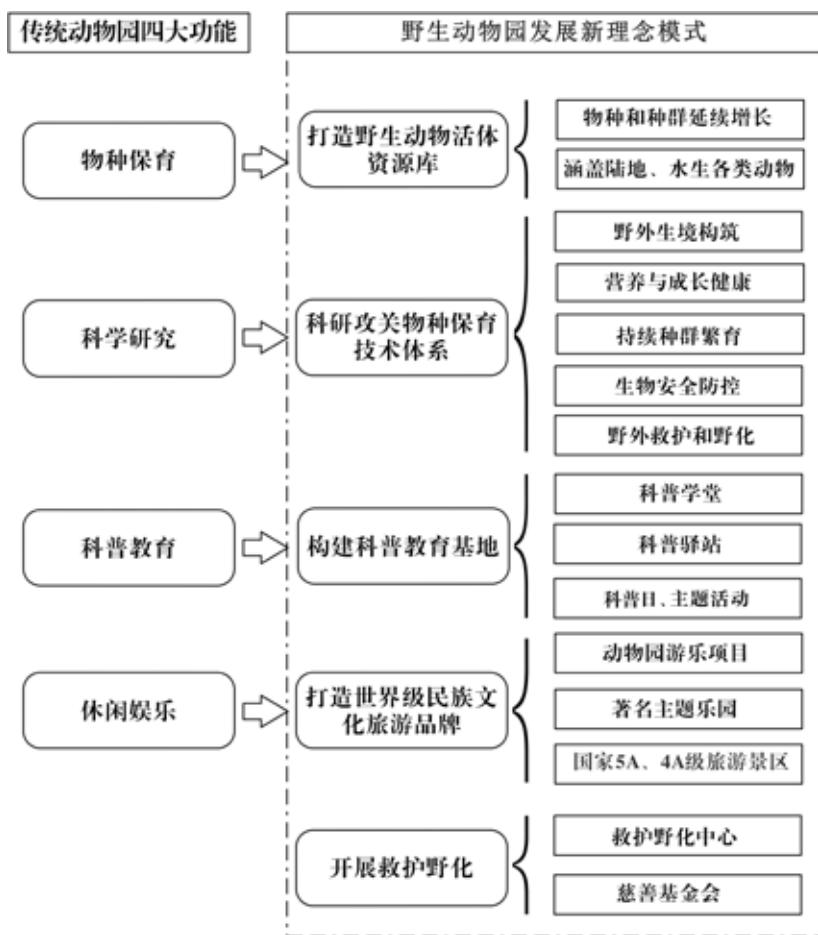 传统动物园四大功能
野生动物园发展新理念模式
物种保育
打造野生动物活体
资源库
物种和种群延续增长
涵盖陆地、水生各类动物
科学研究
科研攻关物种保育
技术体系
野外生境构筑
营养与成长健康
持续种群繁育
生物安全防控
野外救护和野化
科普教育
构建科普教育基地
科普学堂
科普驿站
科普日、主题活动
休闲娱乐
打造世界级民族文
化旅游品牌
动物园游乐项目
著名主题乐园
国家5A、4A级旅游景区
开展救护野化
救护野化中心
慈善基金会